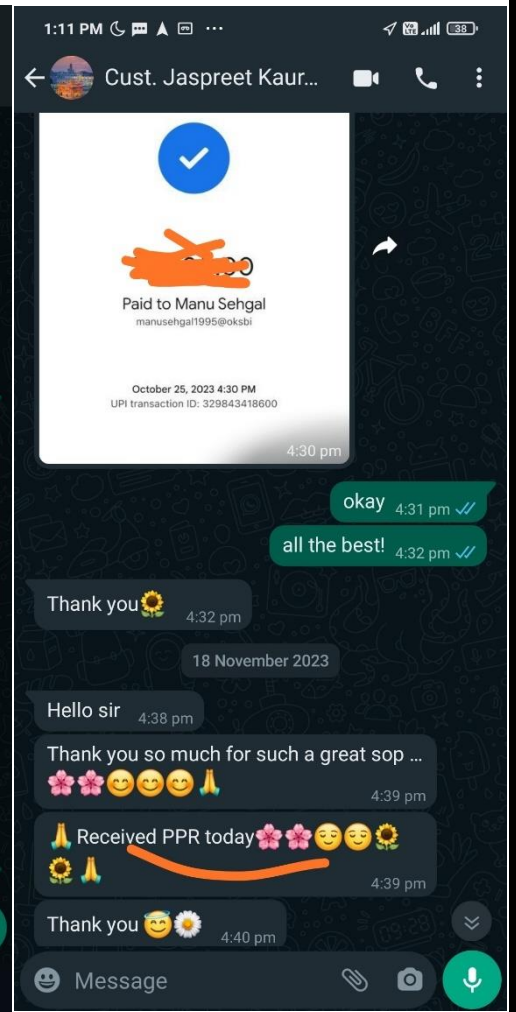 1:11 PM
38
Cust. Jaspreet Kaur...
Paid to Manu Sehgal
manusehgal1995@oksbi
October 25, 2023 4:30 PM
UPI transaction ID: 329843418600
4:30 pm
okay 4:31 pm
all the best! 4:32 pm
Thank you🌻 4:32 pm
18 November 2023
Hello sir 4:38 pm
Thank you so much for such a great sop ...
🌸🌸😊😊😊🙏 4:39 pm
🙏Received PPR today🌸🌸😌😌🌻
🌻🙏 4:39 pm
Thank you 😇🌼 4:40 pm
Message